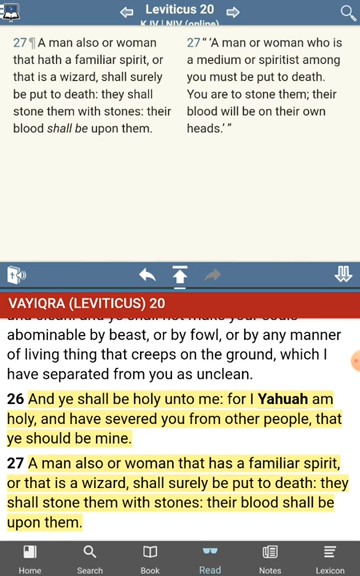 Leviticus 20
KJV | NIV (online)
27 ¶ A man also or woman
that hath a familiar spirit, or
that is a wizard, shall surely
be put to death: they shall
stone them with stones: their
blood shall be upon them.
27 “ ‘A man or woman who is
a medium or spiritist among
you must be put to death.
You are to stone them; their
blood will be on their own
heads.’ ”
VAYIQRA (LEVITICUS) 20
abominable by beast, or by fowl, or by any manner
of living thing that creeps on the ground, which I
have separated from you as unclean.
26 And ye shall be holy unto me: for I Yahuah am
holy, and have severed you from other people, that
ye should be mine.
27 A man also or woman that has a familiar spirit,
or that is a wizard, shall surely be put to death: they
shall stone them with stones: their blood shall be
upon them.
Home Search Book Read Notes Lexicon